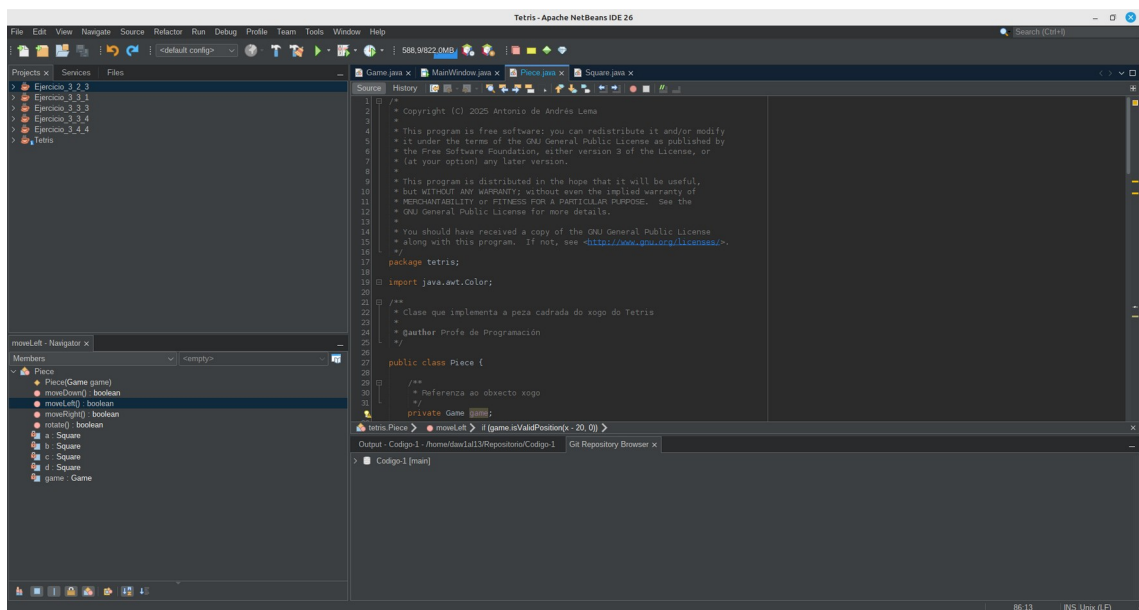 Tetris - Apache NetBeans IDE 26
File Edit View Navigate Source Refactor Run Debug Profile Team Tools Window Help
Search (Ctrl+I)
<default config>
588,9/822,0MB
Projects x Services Files
Ejercicio_3_2_3
Ejercicio_3_3_1
Ejercicio_3_3_3
Ejercicio_3_3_4
Ejercicio_3_4_4
Tetris
moveLeft - Navigator x
Members
<empty>
Piece
Piece(Game game)
moveDown() : boolean
moveLeft() : boolean
moveRight() : boolean
rotate() : boolean
a : Square
b : Square
c : Square
d : Square
game : Game
Game.java x MainWindow.java x Piece.java x Square.java x
Source History
1 /*
2 * Copyright (C) 2025 Antonio de Andrés Lema
3 *
4 * This program is free software: you can redistribute it and/or modify
5 * it under the terms of the GNU General Public License as published by
6 * the Free Software Foundation, either version 3 of the License, or
7 * (at your option) any later version.
8 *
9 * This program is distributed in the hope that it will be useful,
10 * but WITHOUT ANY WARRANTY; without even the implied warranty of
11 * MERCHANTABILITY or FITNESS FOR A PARTICULAR PURPOSE. See the
12 * GNU General Public License for more details.
13 *
14 * You should have received a copy of the GNU General Public License
15 * along with this program. If not, see <http://www.gnu.org/licenses/>.
16 */
17 package tetris;
18
19 import java.awt.Color;
20
21 /**
22 * Clase que implementa a peza cadrada do xogo do Tetris
23 *
24 * @author Profe de Programación
25 */
26
27 public class Piece {
28
29 /**
30 * Referenza ao obxecto xogo
31 */
private Game game;
tetris.Piece > moveLeft > if (game.isValidPosition(x - 20, 0)) >
Output - Codigo-1 - /home/daw1al13/Repositorio/Codigo-1 Git Repository Browser x
Codigo-1 [main]
86:13 INS Unix (LF)